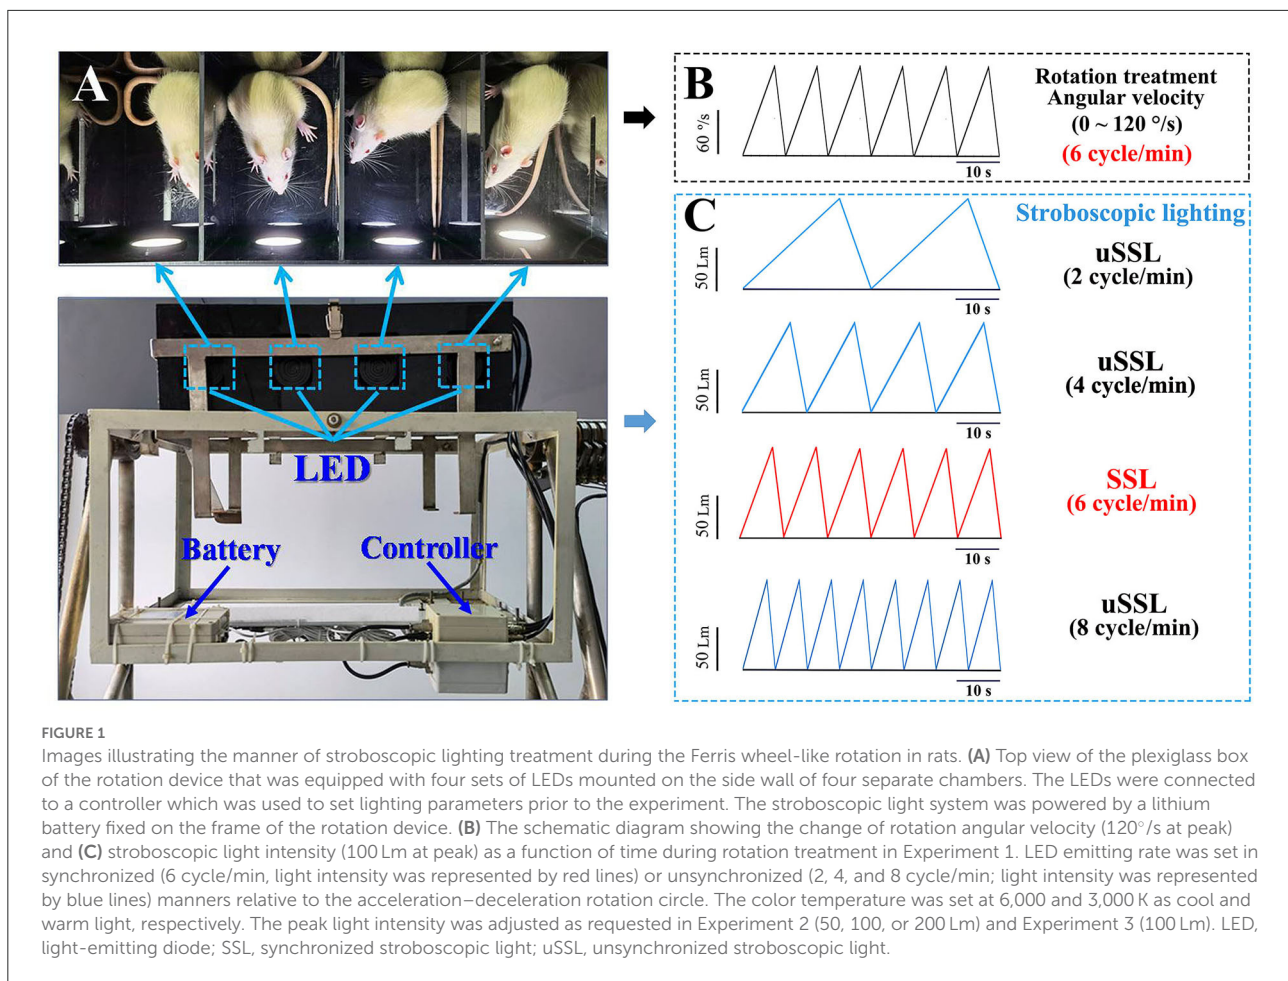 A
LED
Battery
Controller
B
60 °/s
10 s
Rotation treatment
Angular velocity
(0 ~ 120 °/s)
(6 cycle/min)
C
Stroboscopic lighting
50 Lm
10 s
uSSL
(2 cycle/min)
50 Lm
10 s
uSSL
(4 cycle/min)
50 Lm
10 s
SSL
(6 cycle/min)
50 Lm
10 s
uSSL
(8 cycle/min)
FIGURE 1
Images illustrating the manner of stroboscopic lighting treatment during the Ferris wheel-like rotation in rats. (A) Top view of the plexiglass box
of the rotation device that was equipped with four sets of LEDs mounted on the side wall of four separate chambers. The LEDs were connected
to a controller which was used to set lighting parameters prior to the experiment. The stroboscopic light system was powered by a lithium
battery fixed on the frame of the rotation device. (B) The schematic diagram showing the change of rotation angular velocity (120°/s at peak)
and (C) stroboscopic light intensity (100 Lm at peak) as a function of time during rotation treatment in Experiment 1. LED emitting rate was set in
synchronized (6 cycle/min, light intensity was represented by red lines) or unsynchronized (2, 4, and 8 cycle/min; light intensity was represented
by blue lines) manners relative to the acceleration–deceleration rotation circle. The color temperature was set at 6,000 and 3,000 K as cool and
warm light, respectively. The peak light intensity was adjusted as requested in Experiment 2 (50, 100, or 200 Lm) and Experiment 3 (100 Lm). LED,
light-emitting diode; SSL, synchronized stroboscopic light; uSSL, unsynchronized stroboscopic light.